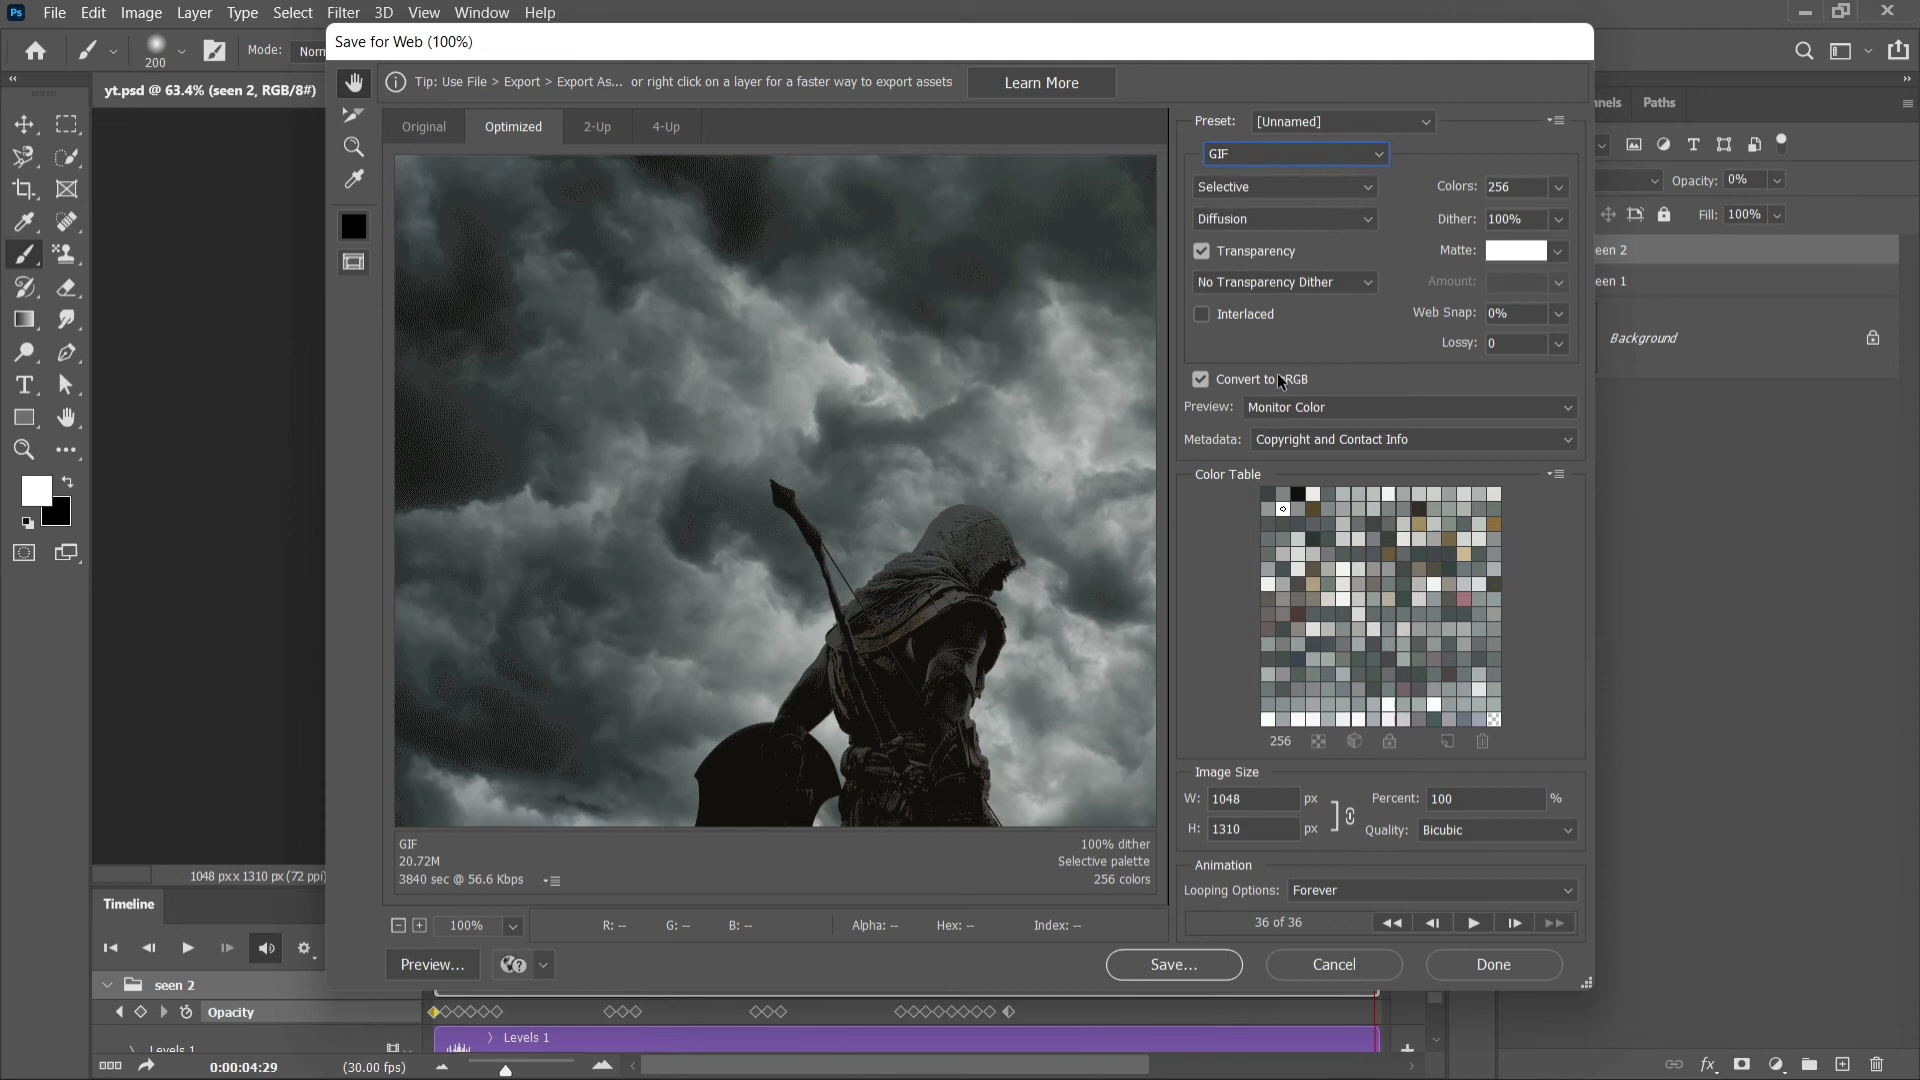 Ps File Edit Image Layer Type Select Filter 3D View Window Help
200 Mode:
Save for Web (100%)
Tip: Use File > Export > Export As... or right click on a layer for a faster way to export assets Learn More
yt.psd @ 63.4% (seen 2, RGB/8#)
Original Optimized 2-Up 4-Up
Preset: [Unnamed]
GIF
Selective Colors: 256
Diffusion Dither: 100%
Transparency Matte:
No Transparency Dither Amount:
Interlaced Web Snap: 0%
Lossy: 0
Convert to sRGB
Preview: Monitor Color
Metadata: Copyright and Contact Info
Color Table
256
Image Size
W: 1048 px Percent: 100 %
H: 1310 px Quality: Bicubic
Animation
Looping Options: Forever
36 of 36
GIF 100% dither
20.72M Selective palette
3840 sec @ 56.6 Kbps 256 colors
100% R: -- G: -- B: -- Alpha: -- Hex: -- Index: --
Preview... Save... Cancel Done
Paths
Opacity: 0%
Fill: 100%
een 2
een 1
Background
1048 px x 1310 px (72 ppi)
Timeline
seen 2
Opacity
Levels 1
Levels 1
0:00:04:29 (30.00 fps)
fx